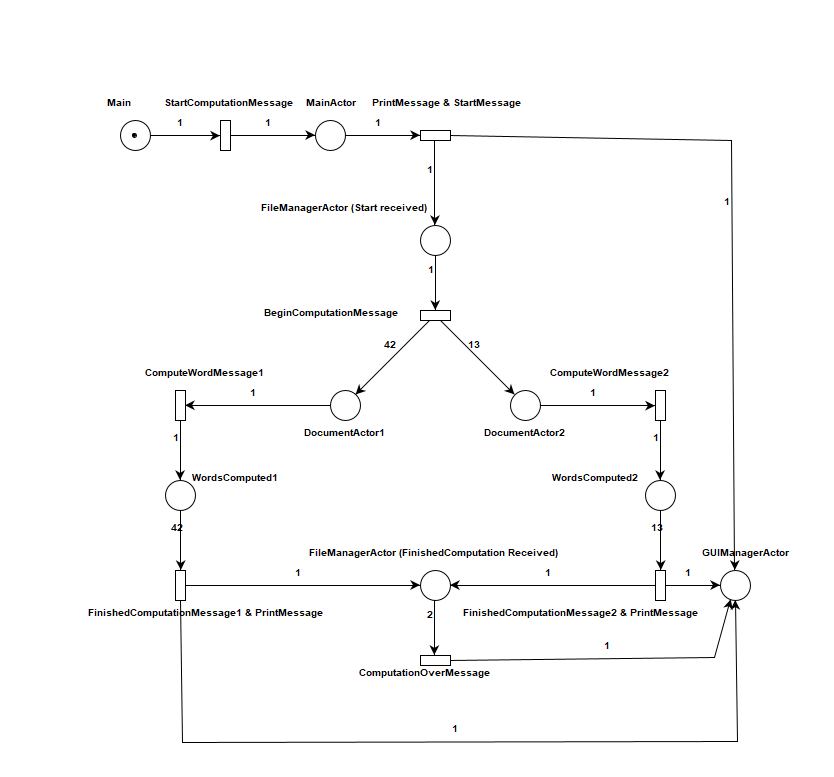 Main
StartComputationMessage
MainActor
PrintMessage & StartMessage
1
1
1
1
1
FileManagerActor (Start received)
1
BeginComputationMessage
42
13
ComputeWordMessage1
ComputeWordMessage2
1
1
DocumentActor1
DocumentActor2
1
1
WordsComputed1
WordsComputed2
42
13
FileManagerActor (FinishedComputation Received)
GUIManagerActor
1
1
1
FinishedComputationMessage1 & PrintMessage
2
FinishedComputationMessage2 & PrintMessage
1
ComputationOverMessage
1